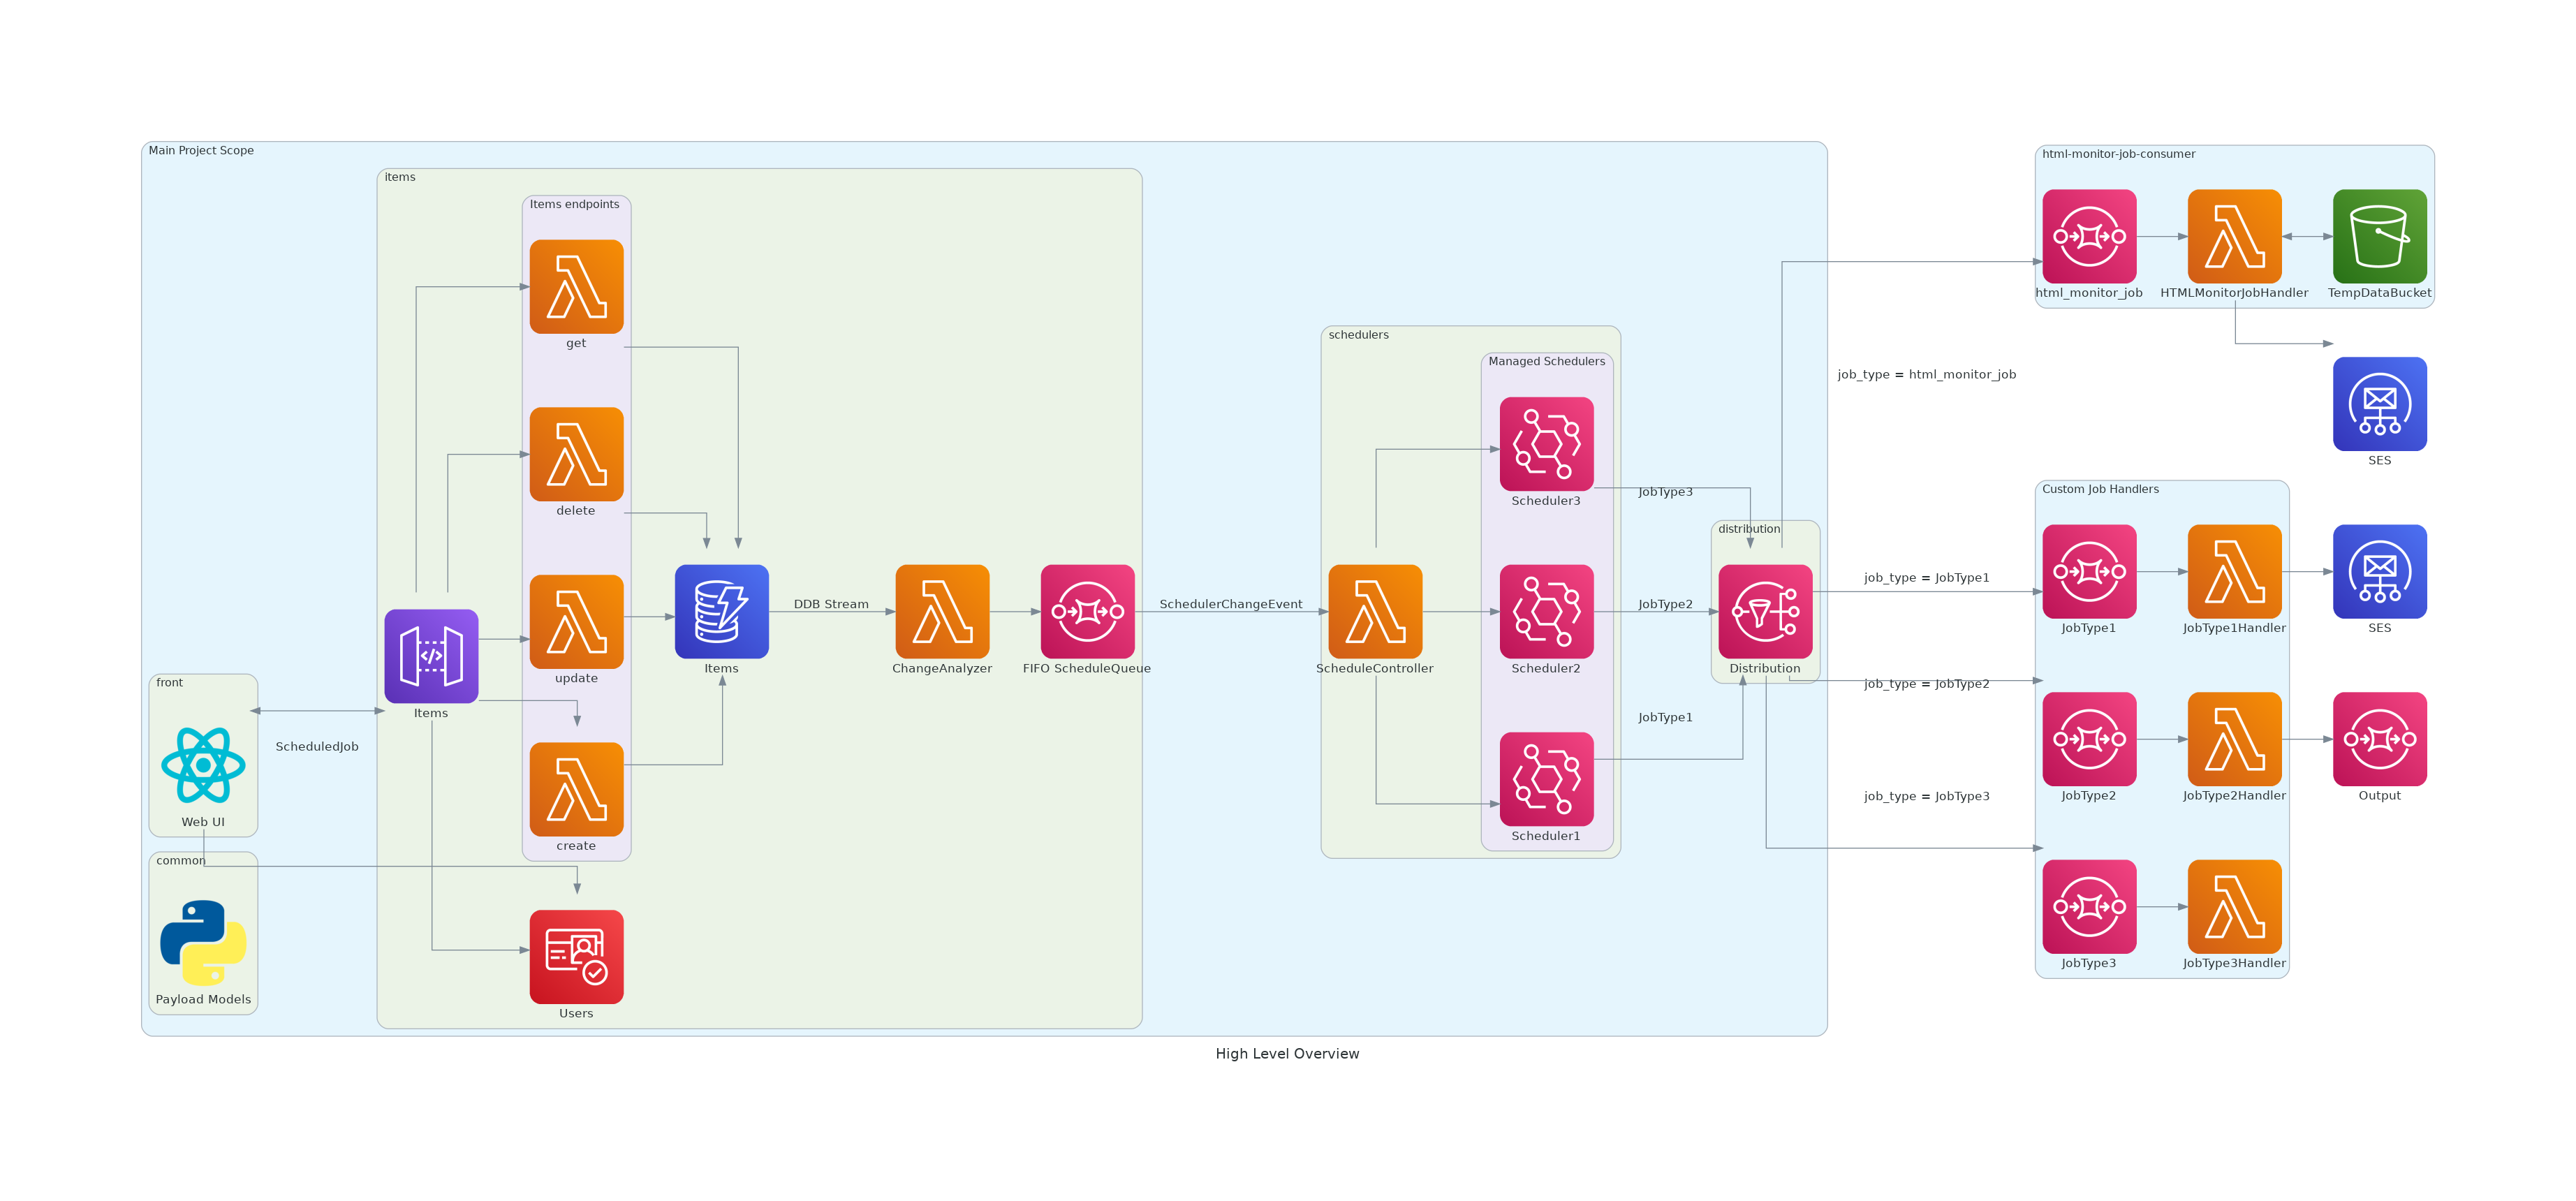 Main Project Scope
items
Items endpoints
get
delete
update
create
Items
Users
front
Web UI
ScheduledJob
common
Payload Models
Items
DDB Stream
ChangeAnalyzer
FIFO ScheduleQueue
SchedulerChangeEvent
schedulers
Managed Schedulers
ScheduleController
Scheduler3
Scheduler2
Scheduler1
JobType3
JobType2
JobType1
distribution
Distribution
job_type = html_monitor_job
job_type = JobType1
job_type = JobType2
job_type = JobType3
html-monitor-job-consumer
html_monitor_job
HTMLMonitorJobHandler
TempDataBucket
SES
Custom Job Handlers
JobType1
JobType1Handler
SES
JobType2
JobType2Handler
Output
JobType3
JobType3Handler
High Level Overview